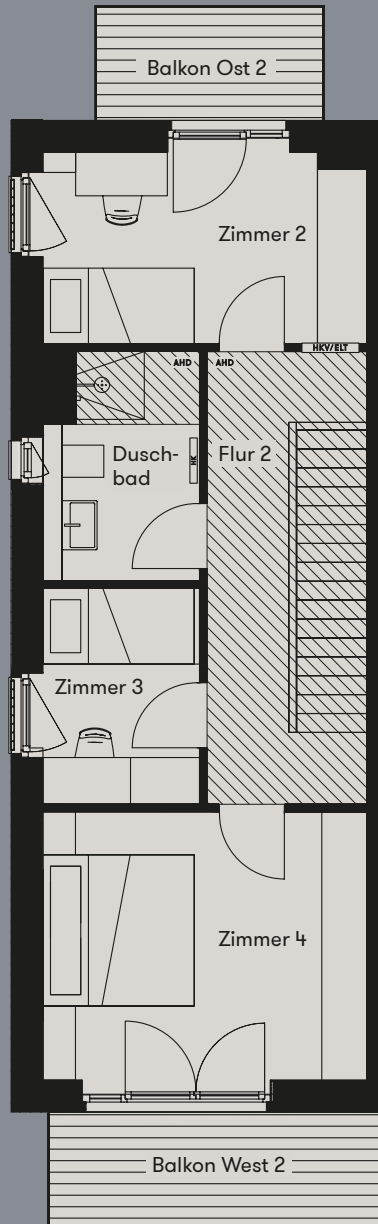 Balkon Ost 2
Zimmer 2
HKV/ELT
AHD
AHD
Dusch-
bad
HK
Flur 2
Zimmer 3
Zimmer 4
Balkon West 2